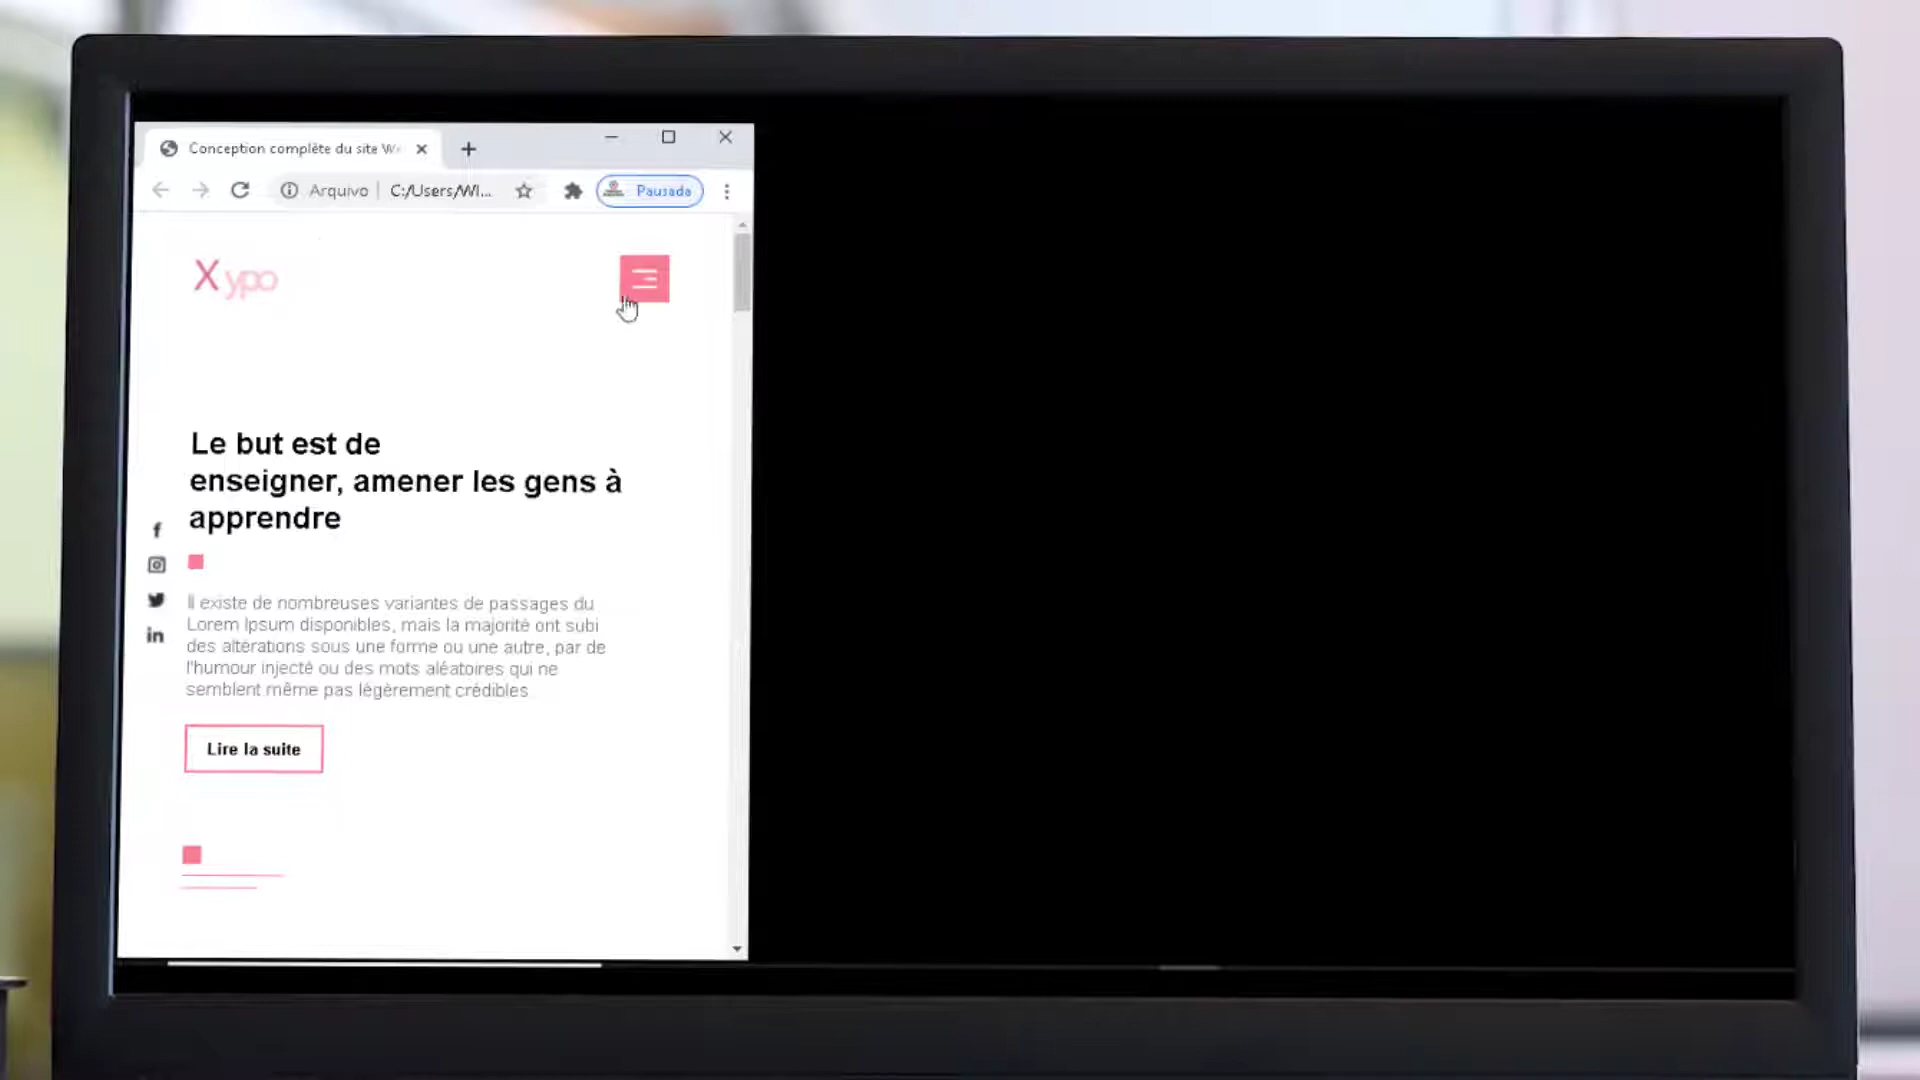 Conception complète du site We
Arquivo C:/Users/WI...
Pausada
X ypo
Le but est de
enseigner, amener les gens à
apprendre
Il existe de nombreuses variantes de passages du
Lorem Ipsum disponibles, mais la majorité ont subi
des altérations sous une forme ou une autre, par de
l'humour injecté ou des mots aléatoires qui ne
semblent même pas légèrement crédibles
Lire la suite